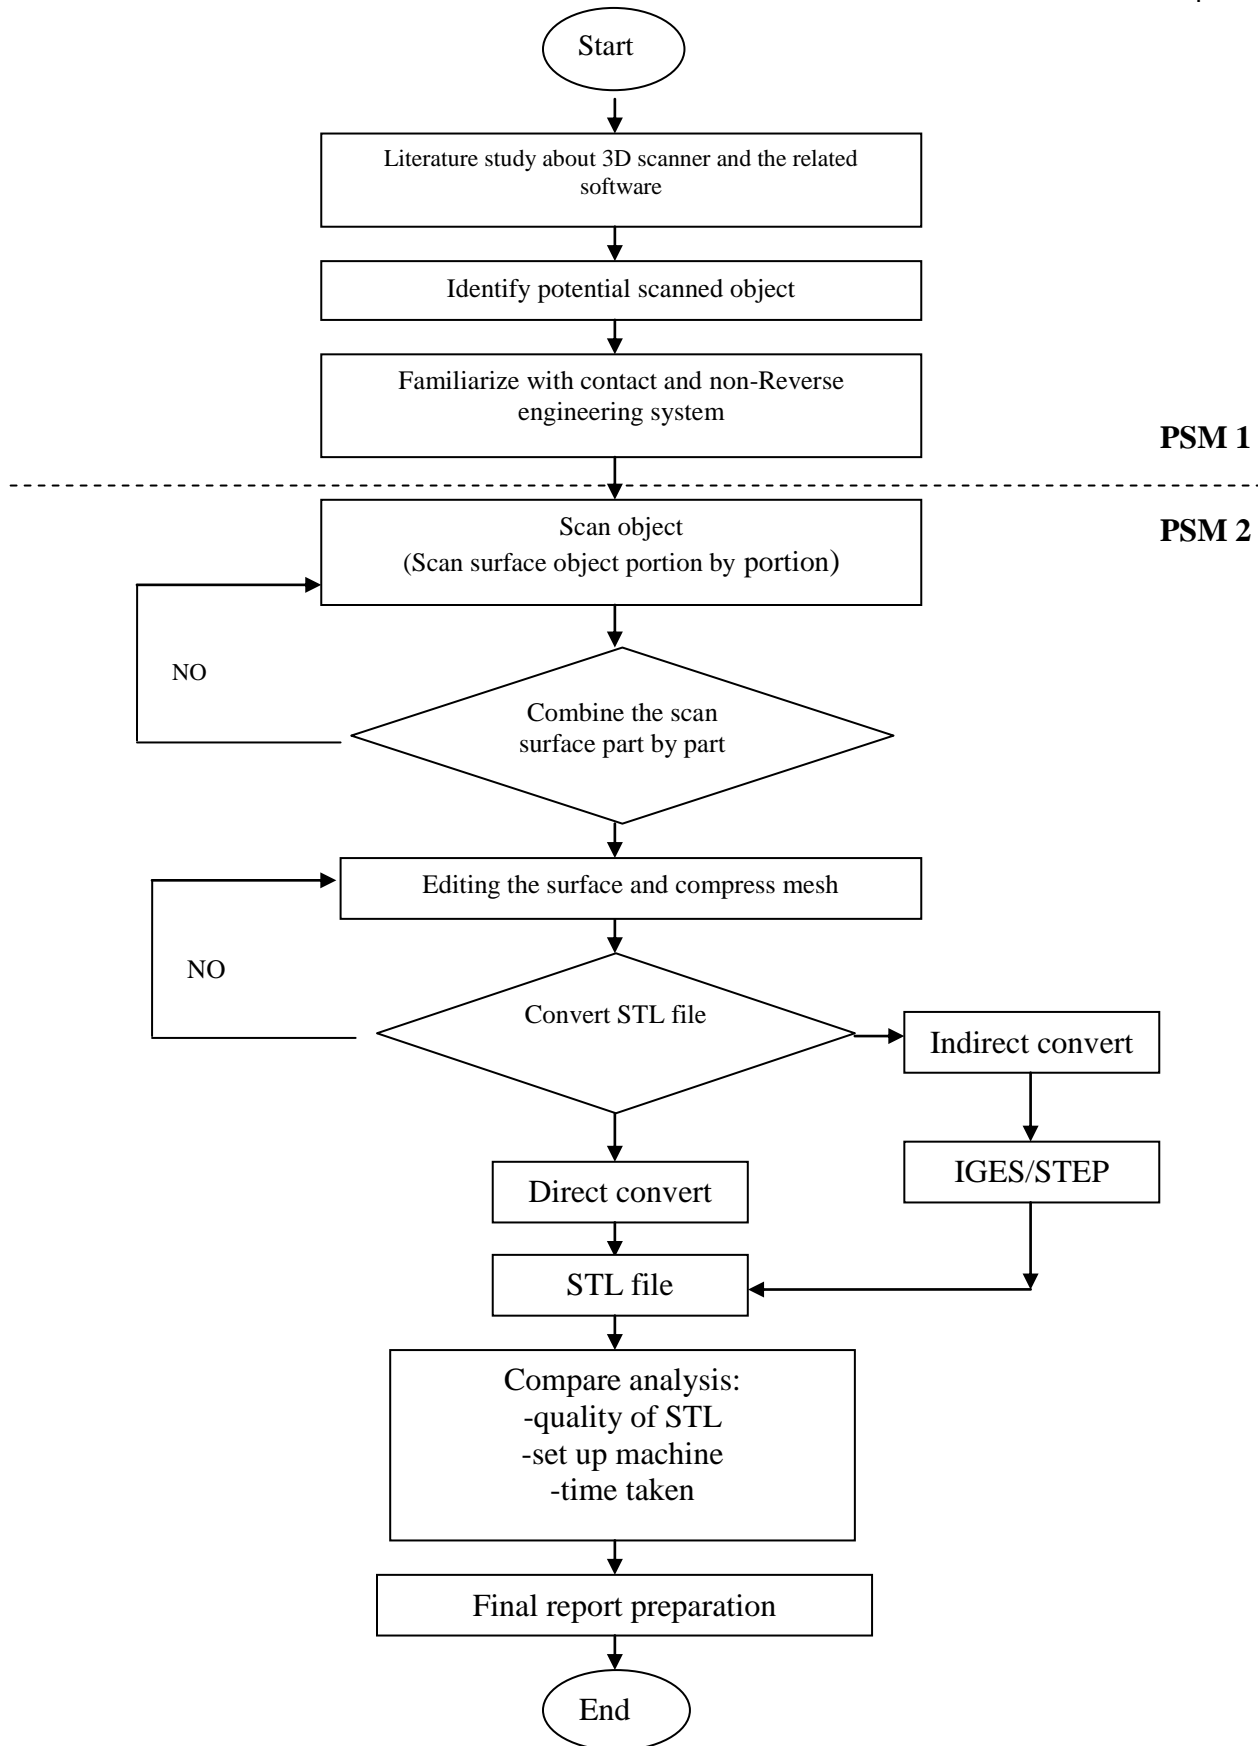 Start
Literature study about 3D scanner and the related
software
Identify potential scanned object
Familiarize with contact and non-Reverse
engineering system
PSM 1
Scan object
(Scan surface object portion by portion)
PSM 2
NO
Combine the scan
surface part by part
Editing the surface and compress mesh
NO
Convert STL file
Indirect convert
IGES/STEP
Direct convert
STL file
Compare analysis:
-quality of STL
-set up machine
-time taken
Final report preparation
End